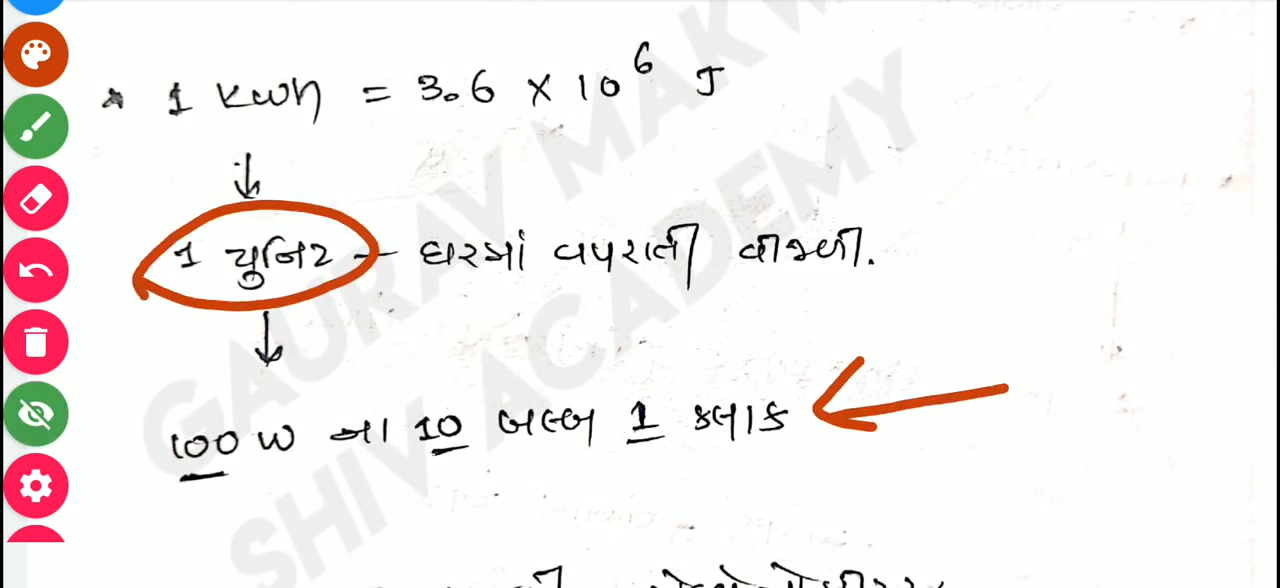 * 1 kwh = 3.6 × 10⁶ J
↓
1 યુનિટ — ઘરમાં વપરાતી વીજળી.
↓
100 W ના 10 બલ્બ 1 કલાક
GAURAV MAKW
SHIV ACADEMY